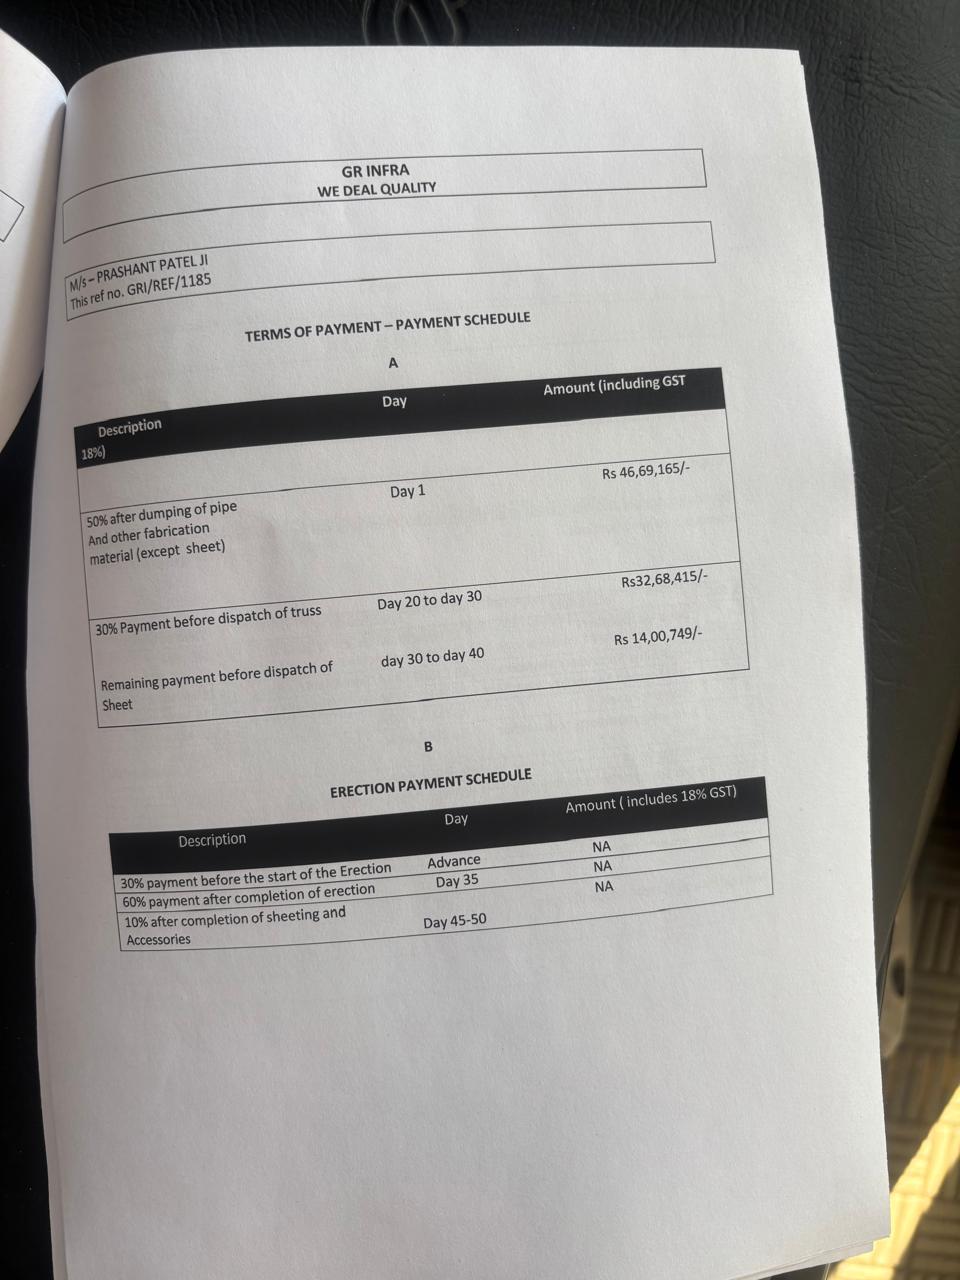 GR INFRA
WE DEAL QUALITY
M/s – PRASHANT PATEL JI
This ref no. GRI/REF/1185
TERMS OF PAYMENT – PAYMENT SCHEDULE
A
Description Day Amount (including GST
18%)
50% after dumping of pipe Day 1 Rs 46,69,165/-
And other fabrication
material (except sheet)
30% Payment before dispatch of truss Day 20 to day 30 Rs32,68,415/-
Remaining payment before dispatch of day 30 to day 40 Rs 14,00,749/-
Sheet
B
ERECTION PAYMENT SCHEDULE
Description Day Amount ( includes 18% GST)
30% payment before the start of the Erection Advance NA
60% payment after completion of erection Day 35 NA
10% after completion of sheeting and NA
Accessories Day 45-50